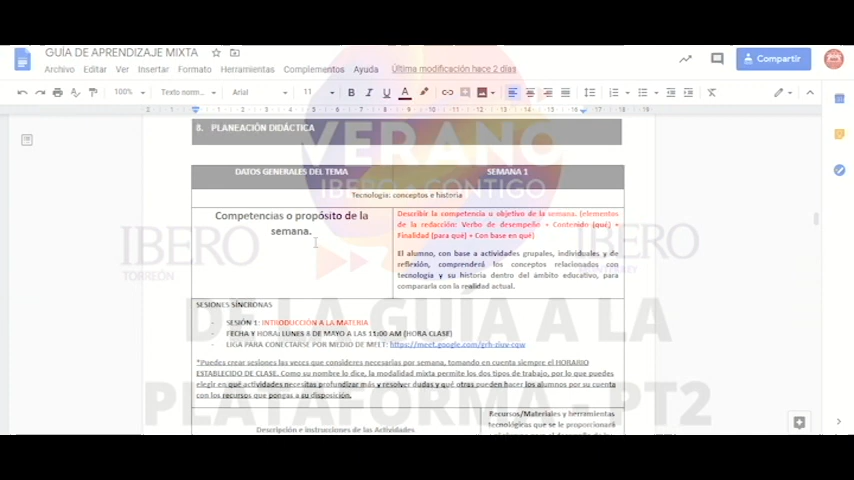 GUÍA DE APRENDIZAJE MIXTA
Archivo Editar Ver Insertar Formato Herramientas Complementos Ayuda Última modificación hace 2 días
Compartir
100% Texto norm... Arial 11
8. PLANEACIÓN DIDÁCTICA
VERANO
DATOS GENERALES DEL TEMA
SEMANA 1
IBERO CONTIGO
Tecnología: conceptos e historia
Competencias o propósito de la
semana.
Describir la competencia u objetivo de la semana. (elementos
de la redacción: Verbo de desempeño + Contenido (qué) +
Finalidad (para qué) + Con base en qué)
El alumno, con base a actividades grupales, individuales y de
reflexión, comprenderá los conceptos relacionados con
tecnología y su historia dentro del ámbito educativo, para
compararla con la realidad actual.
IBERO
TORREÓN
IBERO
SESIONES SÍNCRONAS
- SESIÓN 1: INTRODUCCIÓN A LA MATERIA
- FECHA Y HORA: LUNES 8 DE MAYO A LAS 11:00 AM (HORA CLASE)
- LIGA PARA CONECTARSE POR MEDIO DE MEET: https://meet.google.com/grh-ziuv-cqw
DE LA GUÍA A LA
PLATAFORMA - PT2
*Puedes crear sesiones las veces que consideres necesarias por semana, tomando en cuenta siempre el HORARIO
ESTABLECIDO DE CLASE. Como su nombre lo dice, la modalidad mixta permite los dos tipos de trabajo, por lo que puedes
elegir en qué actividades necesitas profundizar más y resolver dudas y qué otras pueden hacer los alumnos por su cuenta
con los recursos que pongas a su disposición.
Descripción e instrucciones de las Actividades
Recursos/Materiales y herramientas
tecnológicas que se le proporcionará